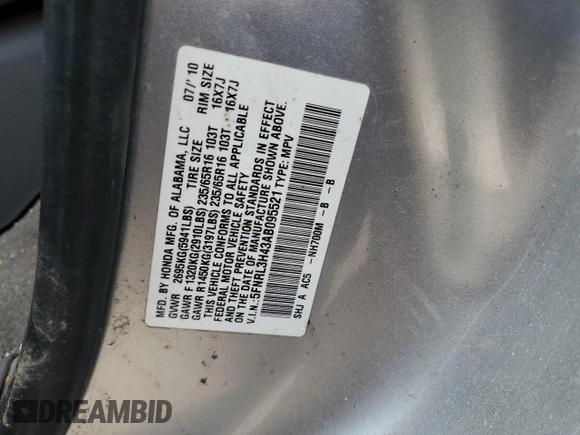 MFD. BY HONDA MFG. OF ALABAMA, LLC 07/'10
GVWR 2695KG(5941LBS) TIRE SIZE RIM SIZE
GAWR F 1320KG(2910LBS) 235/65R16 103T 16X7J
GAWR R1450KG(3197LBS) 235/65R16 103T 16X7J
THIS VEHICLE CONFORMS TO ALL APPLICABLE
FEDERAL MOTOR VEHICLE SAFETY
AND THEFT PREVENTION STANDARDS IN EFFECT
ON THE DATE OF MANUFACTURE SHOWN ABOVE.
V.I.N.: 5FNRL3H43AB095521 TYPE: MPV
SHJ A AC5 -NH700M -B -B
DREAMBID